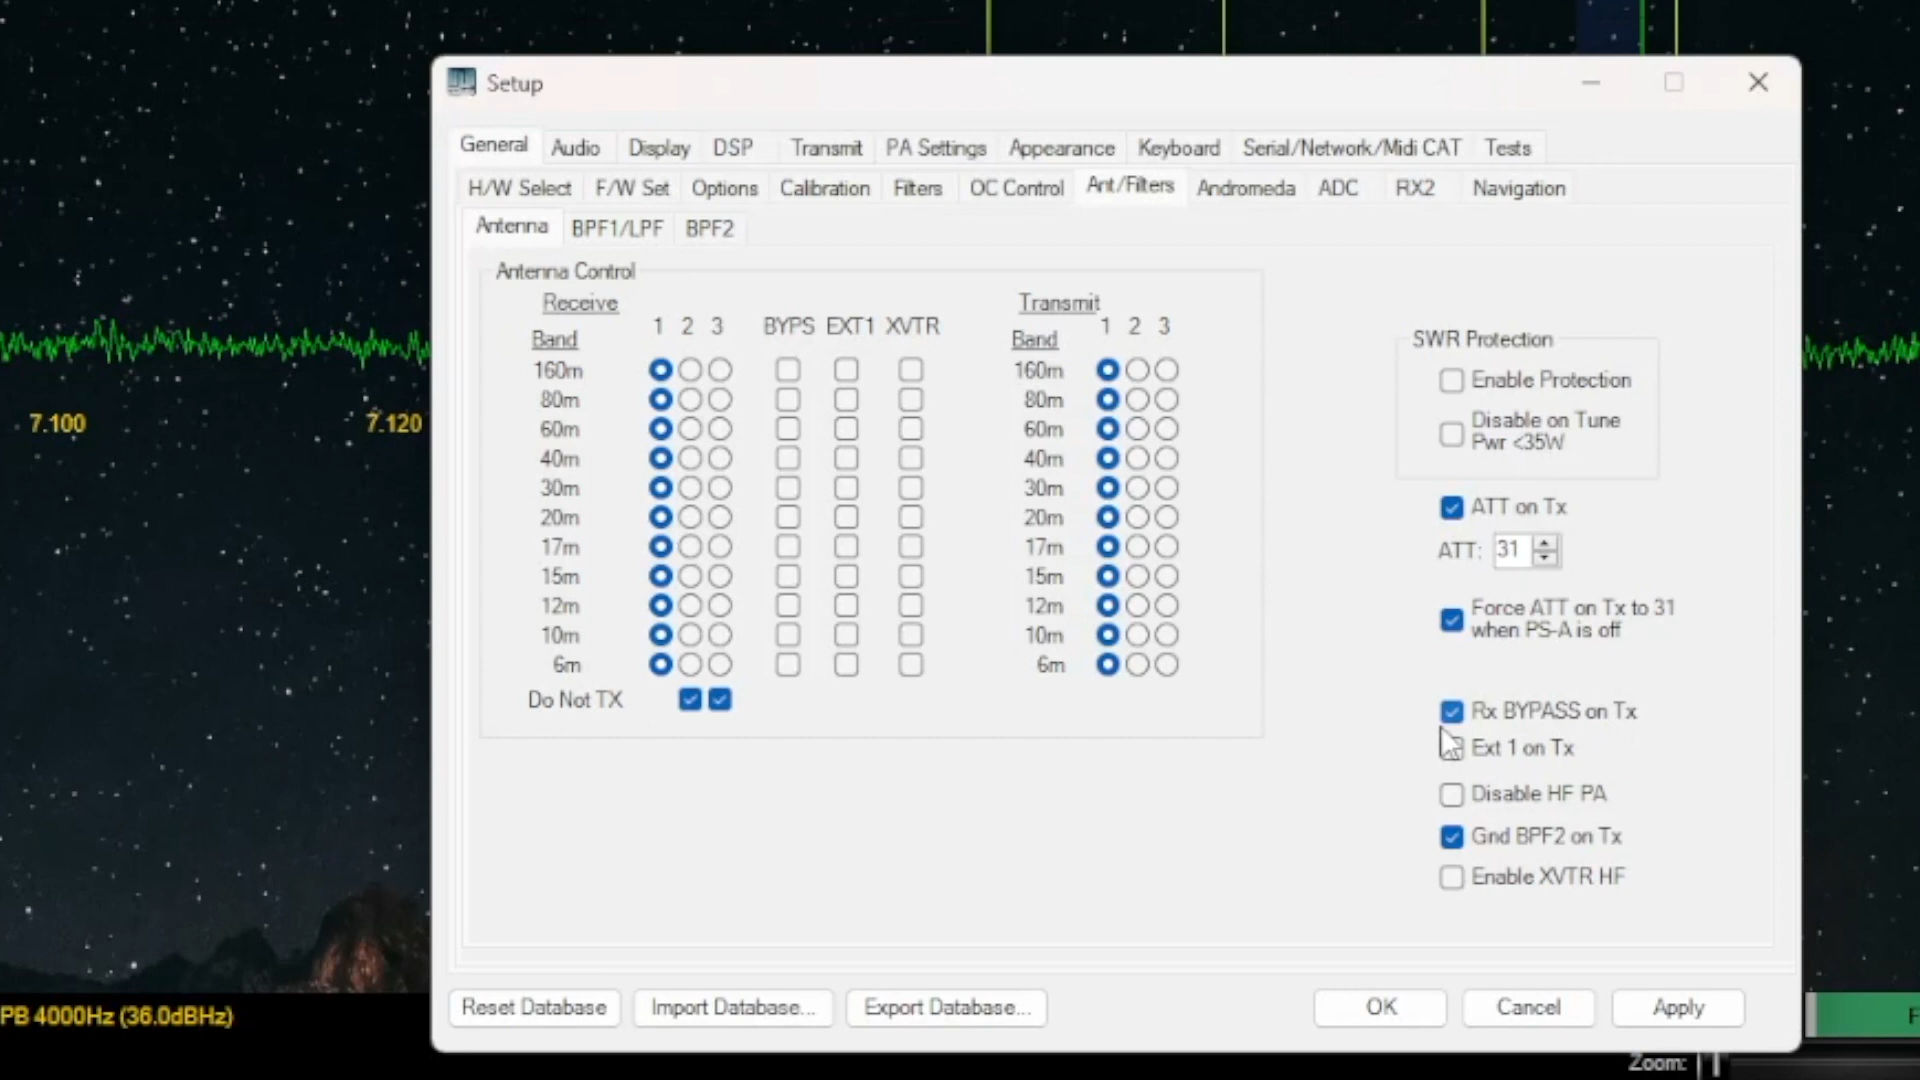 Setup
General Audio Display DSP Transmit PA Settings Appearance Keyboard Serial/Network/Midi CAT Tests
H/W Select F/W Set Options Calibration Filters OC Control Ant/Filters Andromeda ADC RX2 Navigation
Antenna BPF1/LPF BPF2
Antenna Control
Receive
Band
1 2 3 BYPS EXT1 XVTR
160m
80m
60m
40m
30m
20m
17m
15m
12m
10m
6m
Do Not TX
Transmit
Band
1 2 3
160m
80m
60m
40m
30m
20m
17m
15m
12m
10m
6m
SWR Protection
Enable Protection
Disable on Tune
Pwr <35W
ATT on Tx
ATT: 31
Force ATT on Tx to 31
when PS-A is off
Rx BYPASS on Tx
Ext 1 on Tx
Disable HF PA
Gnd BPF2 on Tx
Enable XVTR HF
Reset Database Import Database... Export Database... OK Cancel Apply
7.100 7.120
PB 4000Hz (36.0dBHz)
F
Zoom: